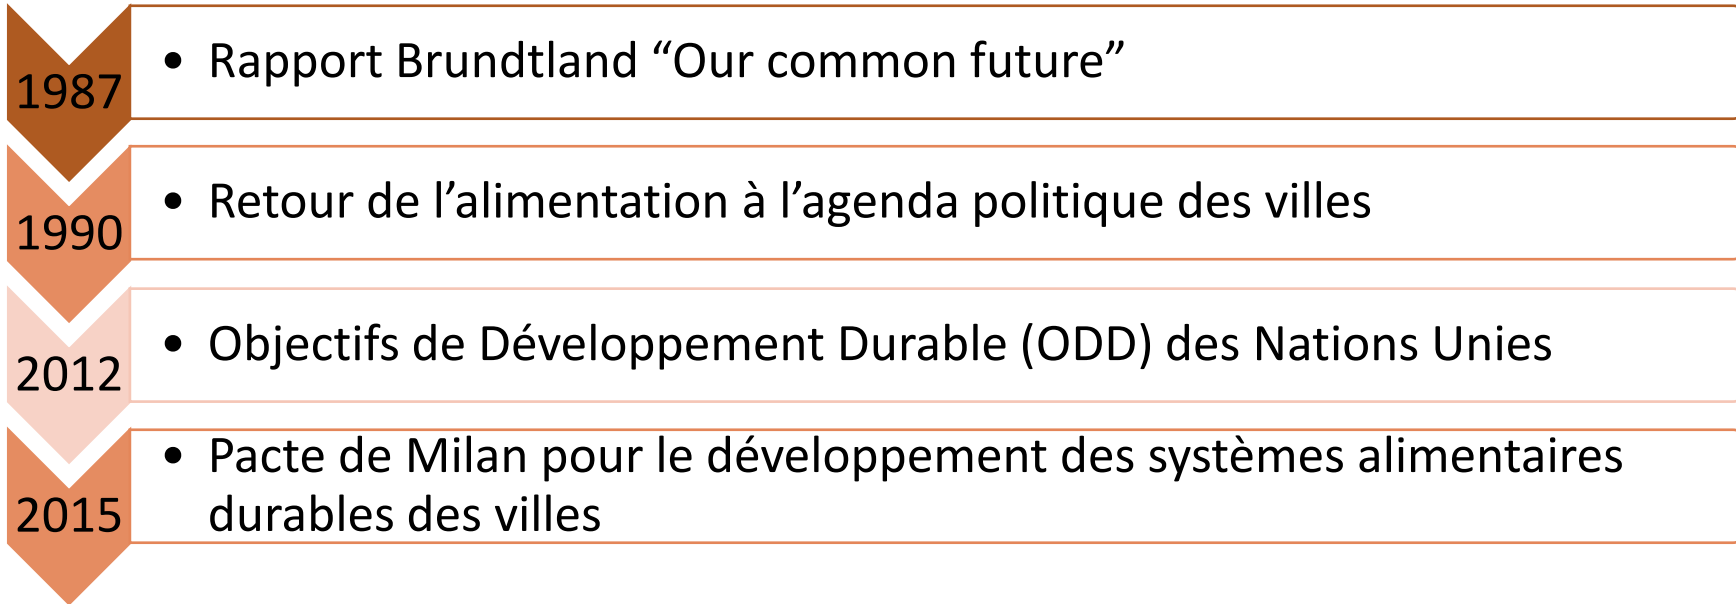 1987
• Rapport Brundtland “Our common future”
1990
• Retour de l’alimentation à l’agenda politique des villes
2012
• Objectifs de Développement Durable (ODD) des Nations Unies
2015
• Pacte de Milan pour le développement des systèmes alimentaires
durables des villes